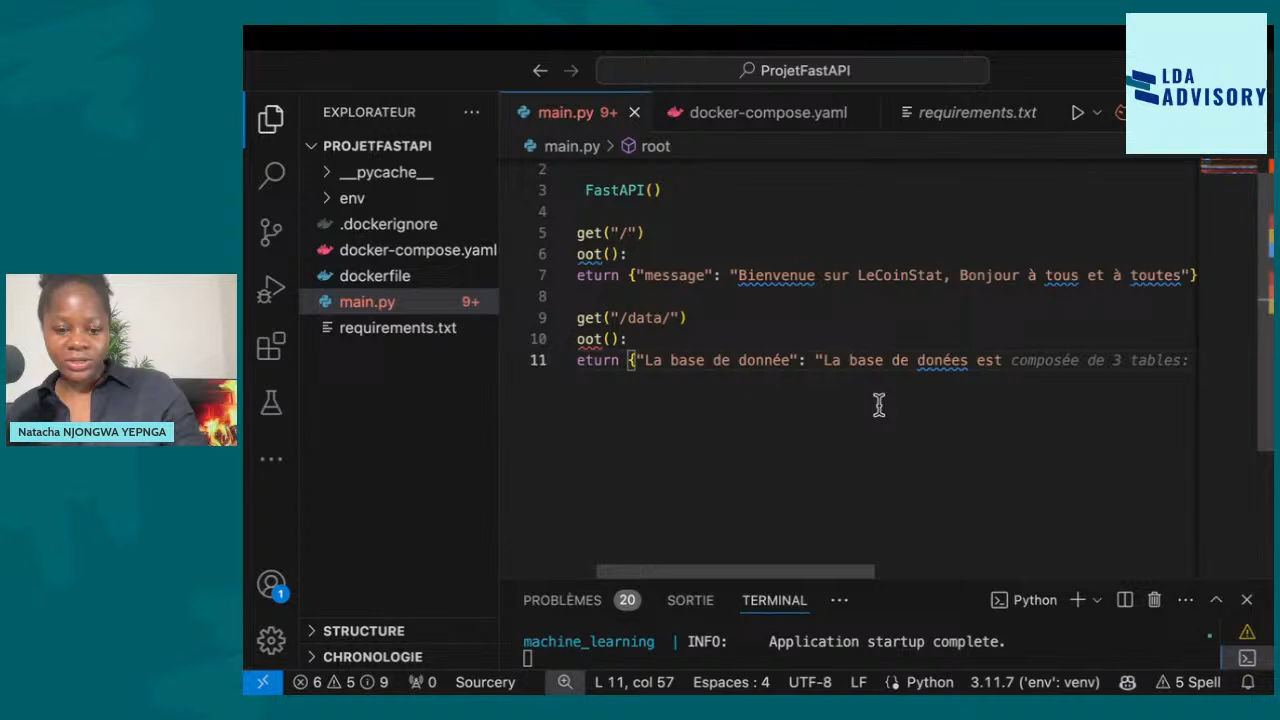 ProjetFastAPI
LDA
ADVISORY
EXPLORATEUR
main.py 9+
docker-compose.yaml
requirements.txt
PROJETFASTAPI
main.py > root
__pycache__
env
.dockerignore
docker-compose.yaml
dockerfile
main.py 9+
requirements.txt
2
3 FastAPI()
4
5 get("/")
6 oot():
7 eturn {"message": "Bienvenue sur LeCoinStat, Bonjour à tous et à toutes"}
8
9 get("/data/")
10 oot():
11 eturn {"La base de donnée": "La base de donées est composée de 3 tables:
Natacha NJONGWA YEPNGA
1
STRUCTURE
CHRONOLOGIE
PROBLÈMES 20 SORTIE TERMINAL Python
machine_learning | INFO: Application startup complete.
6 5 9 0 Sourcery L 11, col 57 Espaces : 4 UTF-8 LF Python 3.11.7 ('env': venv) 5 Spell